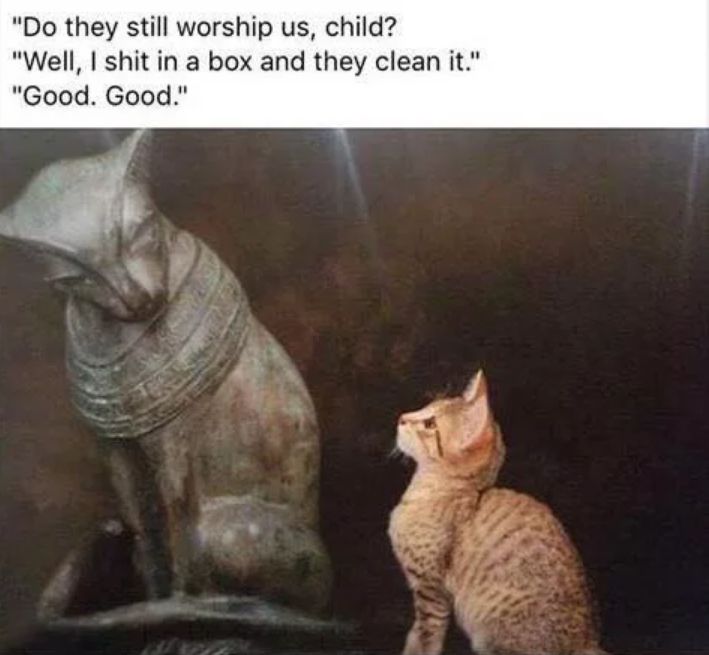 "Do they still worship us, child?
"Well, I shit in a box and they clean it."
"Good. Good."